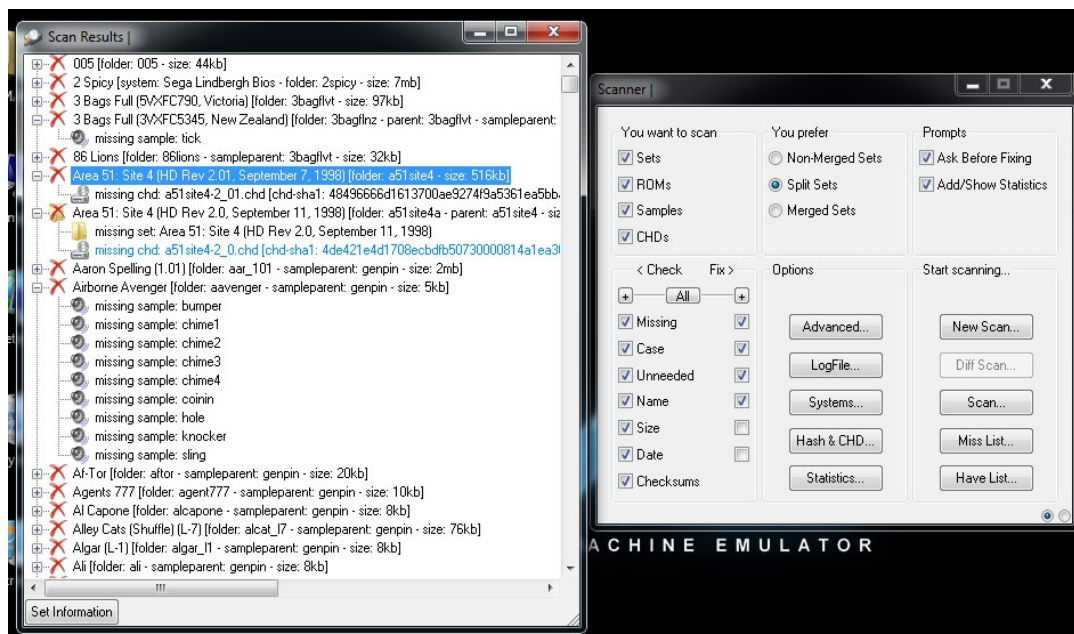 Scan Results |
005 [folder: 005 - size: 44kb]
2 Spicy [system: Sega Lindbergh Bios - folder: 2spicy - size: 7mb]
3 Bags Full (5VXFC790, Victoria) [folder: 3bagflvt - size: 97kb]
3 Bags Full (3VXFC5345, New Zealand) [folder: 3bagflnz - parent: 3bagflvt - sampleparent:
missing sample: tick
86 Lions [folder: 86lions - sampleparent: 3bagflvt - size: 32kb]
Area 51: Site 4 (HD Rev 2.01, September 7, 1998) [folder: a51site4 - size: 516kb]
missing chd: a51site4-2_01.chd [chd-sha1: 48496666d1613700ae9274f9a5361ea5bb
Area 51: Site 4 (HD Rev 2.0, September 11, 1998) [folder: a51site4a - parent: a51site4 - siz
missing set: Area 51: Site 4 (HD Rev 2.0, September 11, 1998)
missing chd: a51site4-2_0.chd [chd-sha1: 4de421e4d1708ecbdfb50730000814a1ea3
Aaron Spelling (1.01) [folder: aar_101 - sampleparent: genpin - size: 2mb]
Airborne Avenger [folder: aavenger - sampleparent: genpin - size: 5kb]
missing sample: bumper
missing sample: chime1
missing sample: chime2
missing sample: chime3
missing sample: chime4
missing sample: coinin
missing sample: hole
missing sample: knocker
missing sample: sling
Af-Tor [folder: aftor - sampleparent: genpin - size: 20kb]
Agents 777 [folder: agent777 - sampleparent: genpin - size: 10kb]
Al Capone [folder: alcapone - sampleparent: genpin - size: 8kb]
Alley Cats (Shuffle) (L-7) [folder: alcat_l7 - sampleparent: genpin - size: 76kb]
Algar (L-1) [folder: algar_l1 - sampleparent: genpin - size: 8kb]
Ali [folder: ali - sampleparent: genpin - size: 8kb]
Set Information
Scanner |
You want to scan
Sets
ROMs
Samples
CHDs
You prefer
Non-Merged Sets
Split Sets
Merged Sets
Prompts
Ask Before Fixing
Add/Show Statistics
< Check Fix >
+ All +
Missing
Case
Unneeded
Name
Size
Date
Checksums
Options
Advanced...
LogFile...
Systems...
Hash & CHD...
Statistics...
Start scanning...
New Scan...
Diff Scan...
Scan...
Miss List...
Have List...
ACHINE EMULATOR